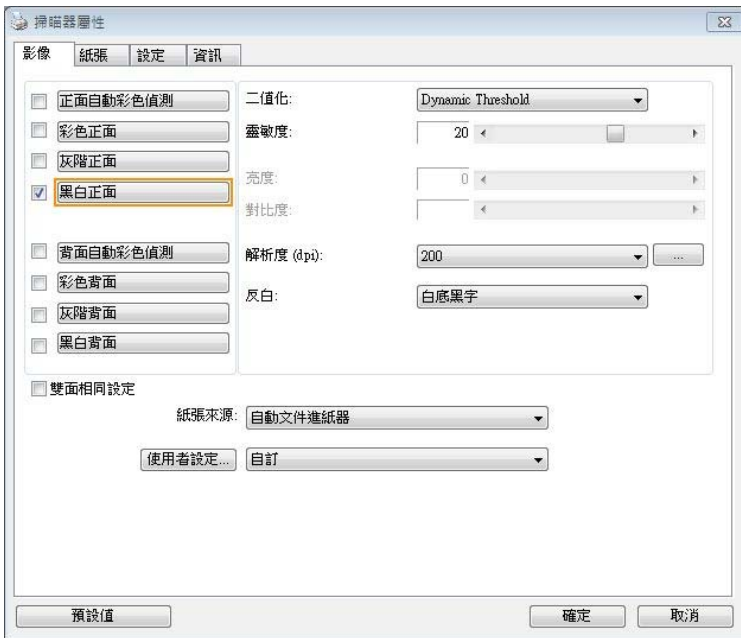 掃瞄器屬性
影像 紙張 設定 資訊
正面自動彩色偵測
彩色正面
灰階正面
黑白正面
背面自動彩色偵測
彩色背面
灰階背面
黑白背面
二值化: Dynamic Threshold
靈敏度: 20
亮度: 0
對比度:
解析度 (dpi): 200 ...
反白: 白底黑字
雙面相同設定
紙張來源: 自動文件進紙器
使用者設定... 自訂
預設值 確定 取消